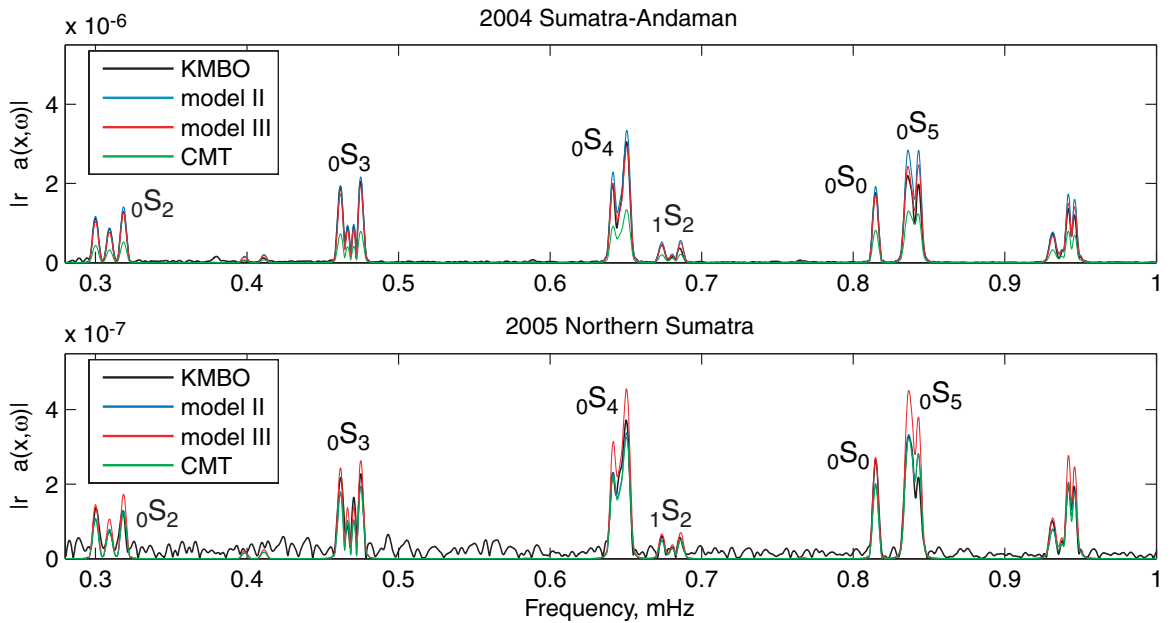 2004 Sumatra-Andaman
x 10-6
|r a(x,ω)|
4
2
0
KMBO
model II
model III
CMT
0S2
0S3
0S4
1S2
0S0
0S5
0.3 0.4 0.5 0.6 0.7 0.8 0.9 1
2005 Northern Sumatra
x 10-7
|r a(x,ω)|
4
2
0
KMBO
model II
model III
CMT
0S2
0S3
0S4
1S2
0S0
0S5
0.3 0.4 0.5 0.6 0.7 0.8 0.9 1
Frequency, mHz